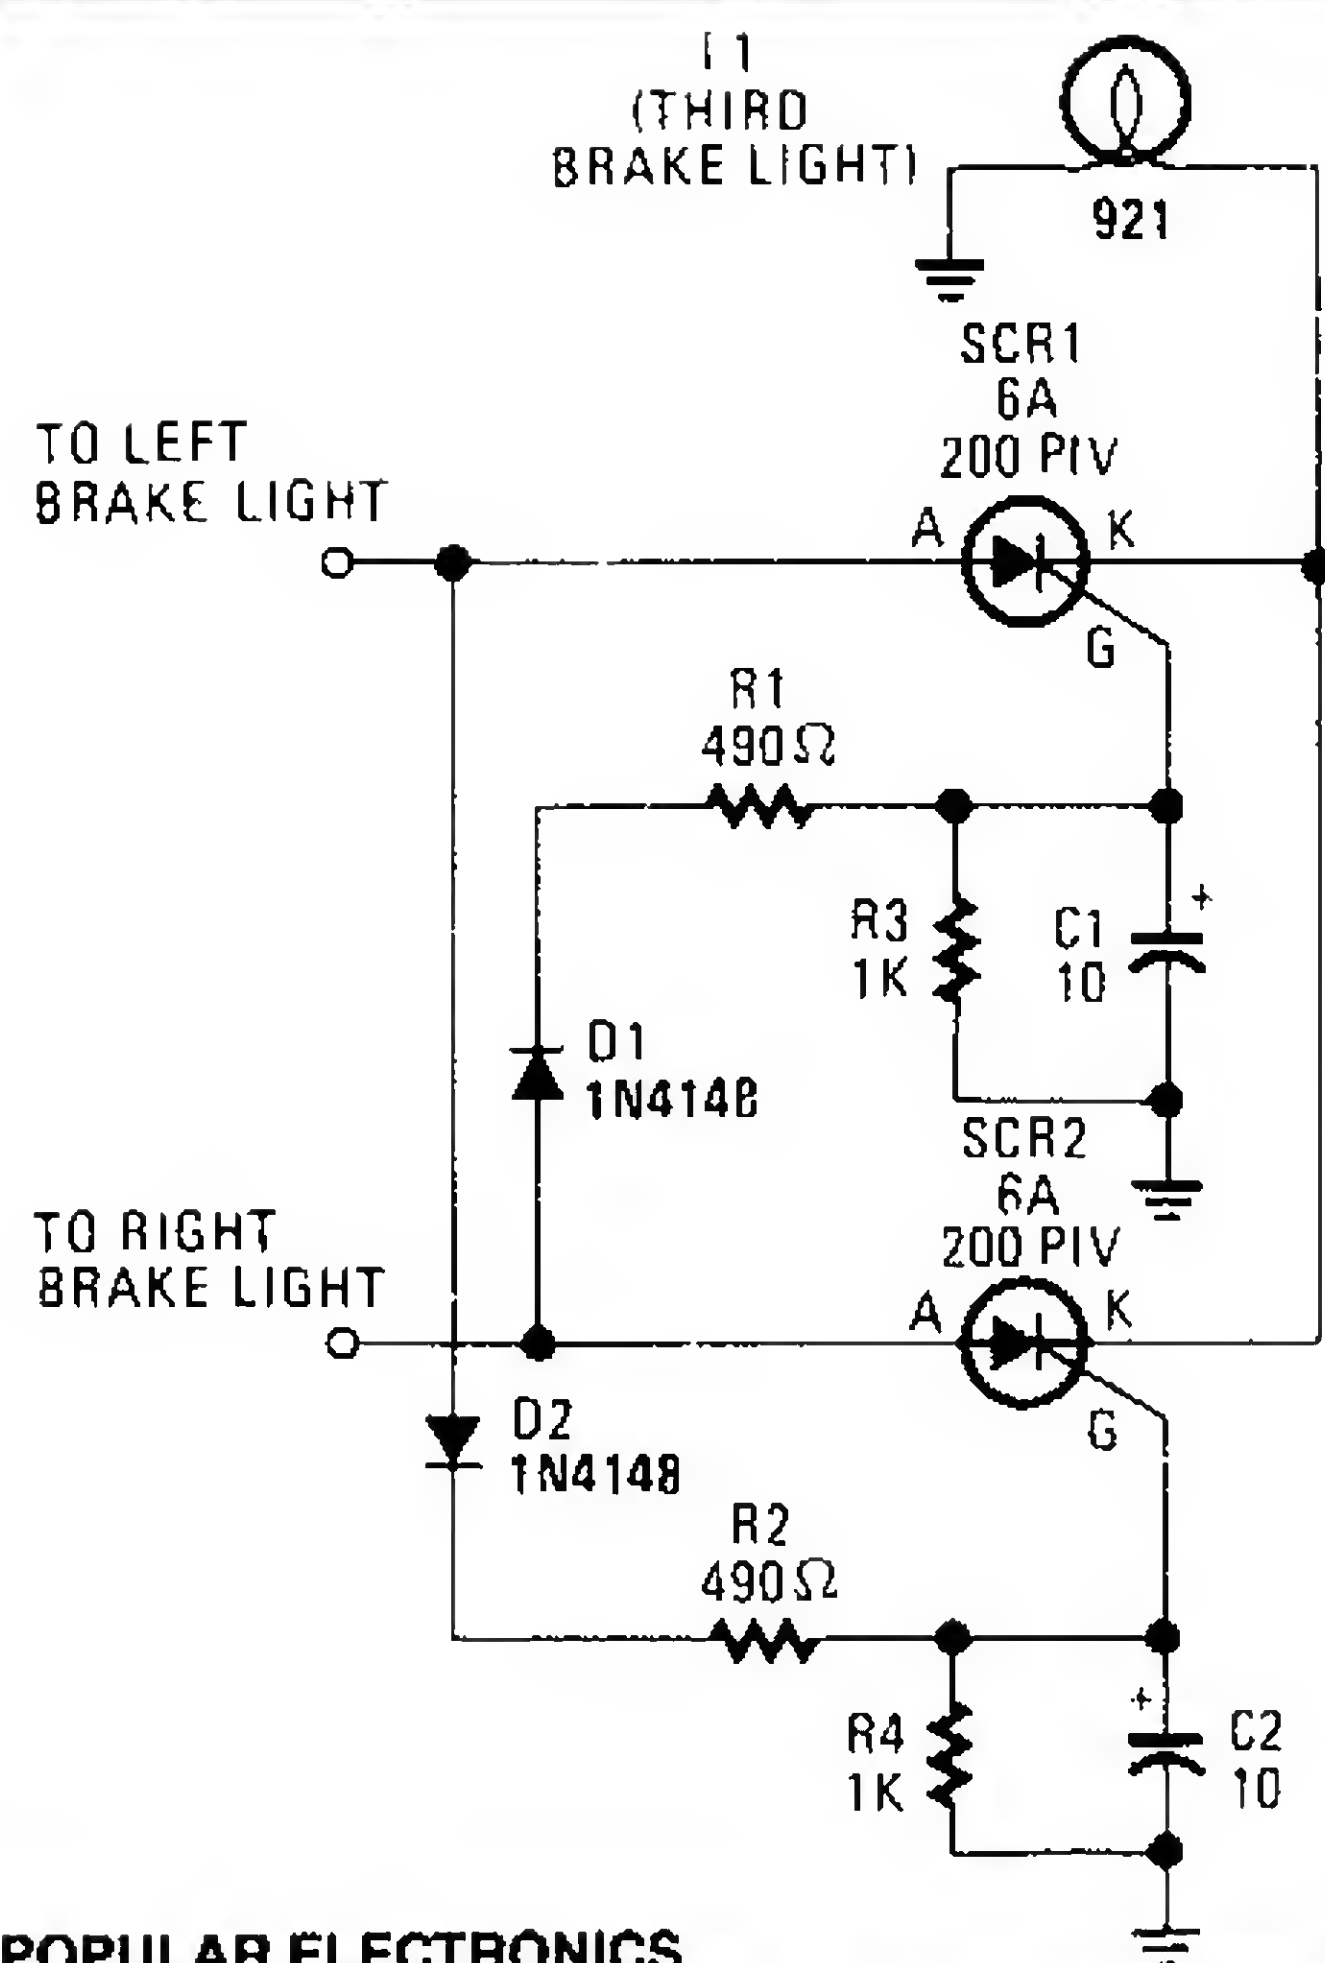 (THIRD
BRAKE LIGHT)
921
SCR1
6A
200 PIV
TO LEFT
BRAKE LIGHT
A
K
G
R1
490Ω
R3
1K
C1
10
+
D1
1N4148
SCR2
6A
200 PIV
TO RIGHT
BRAKE LIGHT
A
K
G
D2
1N4148
R2
490Ω
R4
1K
+
C2
10
POPULAR ELECTRONICS